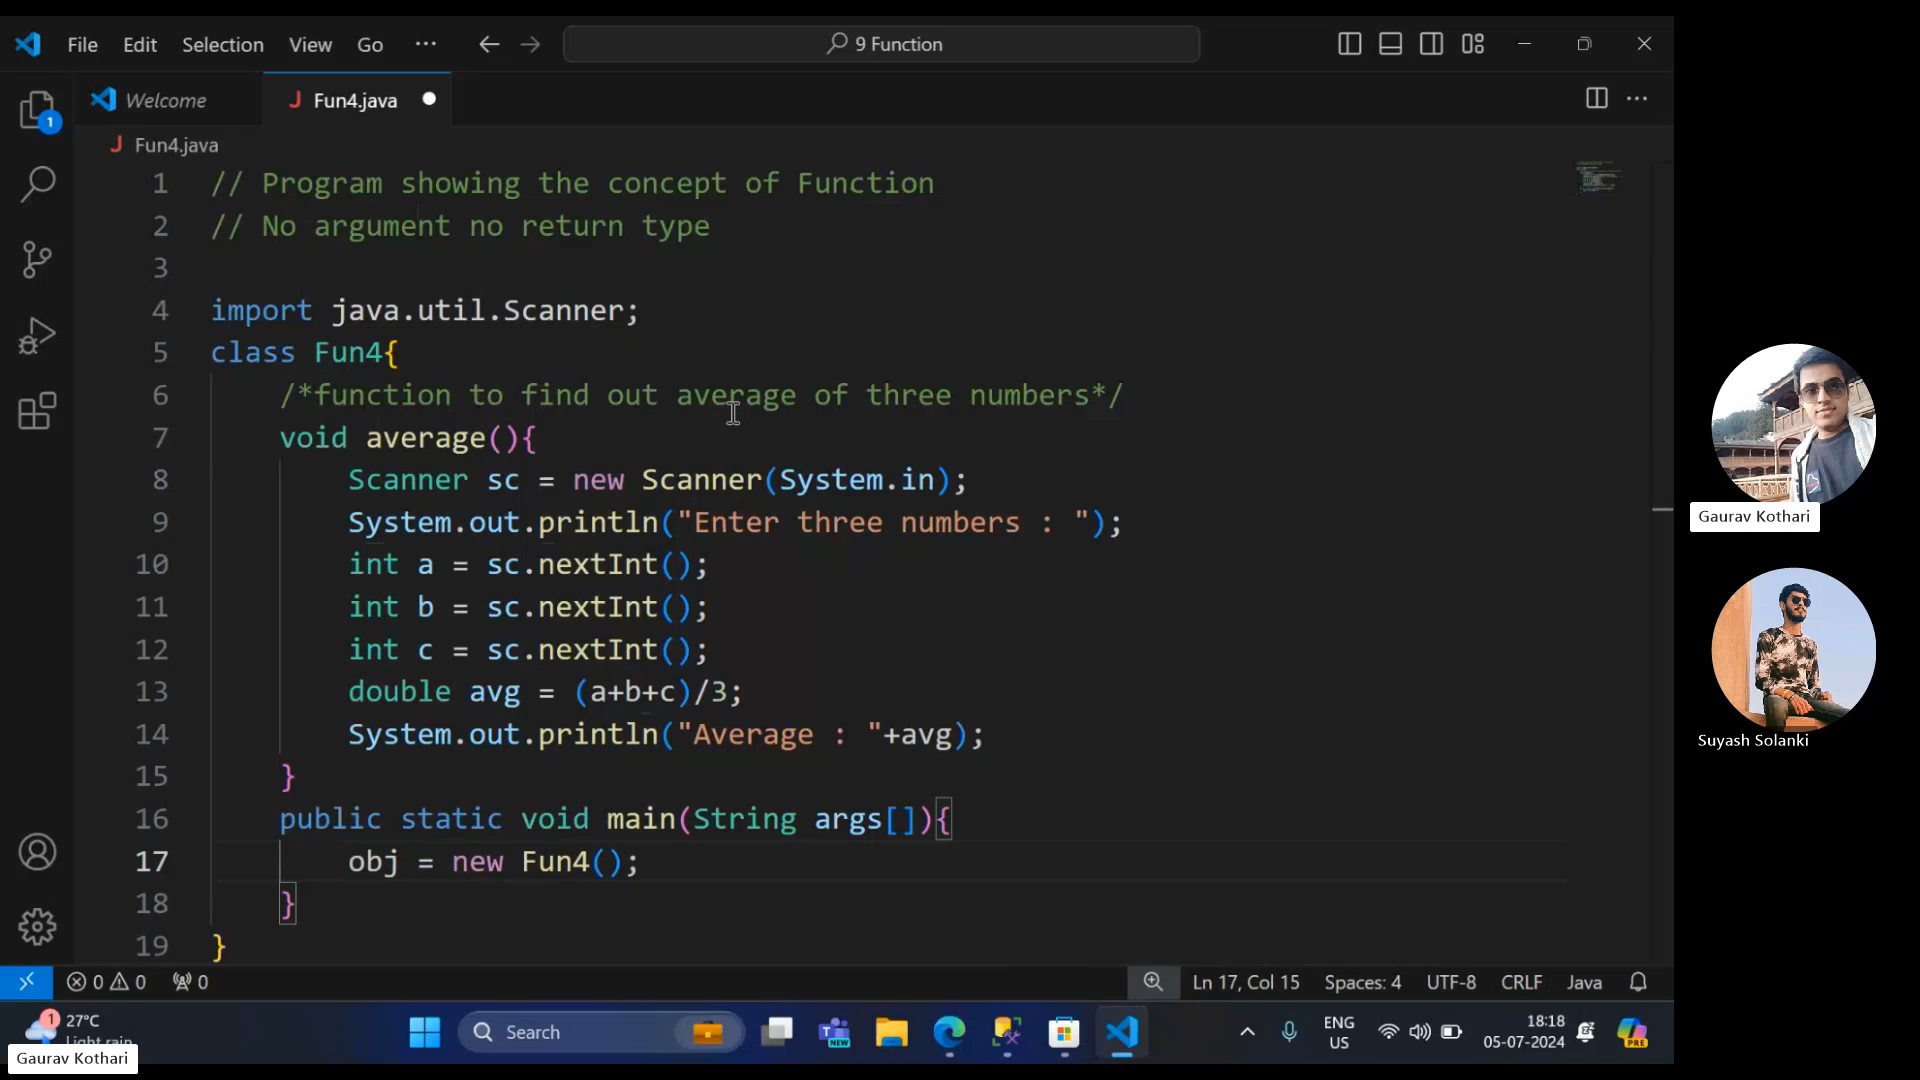 File Edit Selection View Go ··· 9 Function
Welcome J Fun4.java
J Fun4.java
1 // Program showing the concept of Function
2 // No argument no return type
3
4 import java.util.Scanner;
5 class Fun4{
6 /*function to find out average of three numbers*/
7 void average(){
8 Scanner sc = new Scanner(System.in);
9 System.out.println("Enter three numbers : ");
10 int a = sc.nextInt();
11 int b = sc.nextInt();
12 int c = sc.nextInt();
13 double avg = (a+b+c)/3;
14 System.out.println("Average : "+avg);
15 }
16 public static void main(String args[]){
17 obj = new Fun4();
18 }
19 }
1
Gaurav Kothari
Suyash Solanki
0 0 0 Ln 17, Col 15 Spaces: 4 UTF-8 CRLF Java
1 27°C
Light rain
Search
NEW
ENG
US
18:18
05-07-2024
PRE
Gaurav Kothari